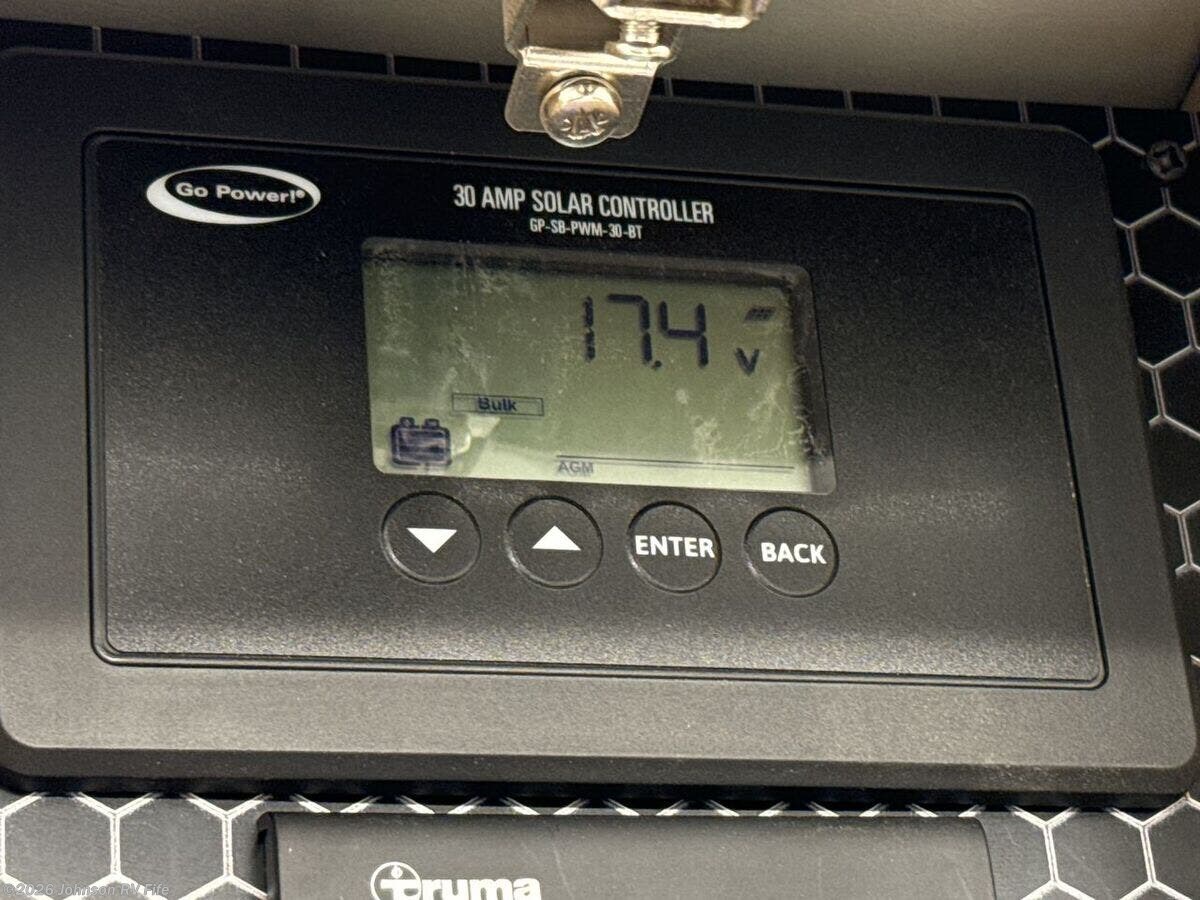 Go Power!®
30 AMP SOLAR CONTROLLER
GP-SB-PWM-30-BT
17.4 V
Bulk
AGM
ENTER BACK
truma
©2026 Johnson RV Fife